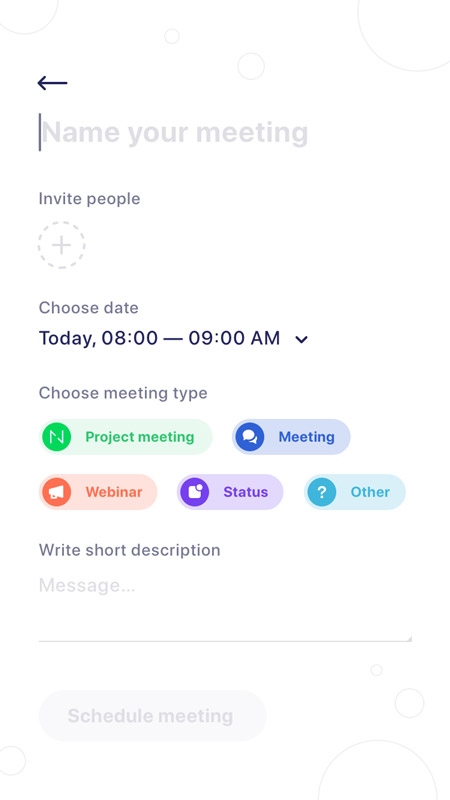 Name your meeting
Invite people
Choose date
Today, 08:00 — 09:00 AM
Choose meeting type
Project meeting
Meeting
Webinar
Status
? Other
Write short description
Message...
Schedule meeting